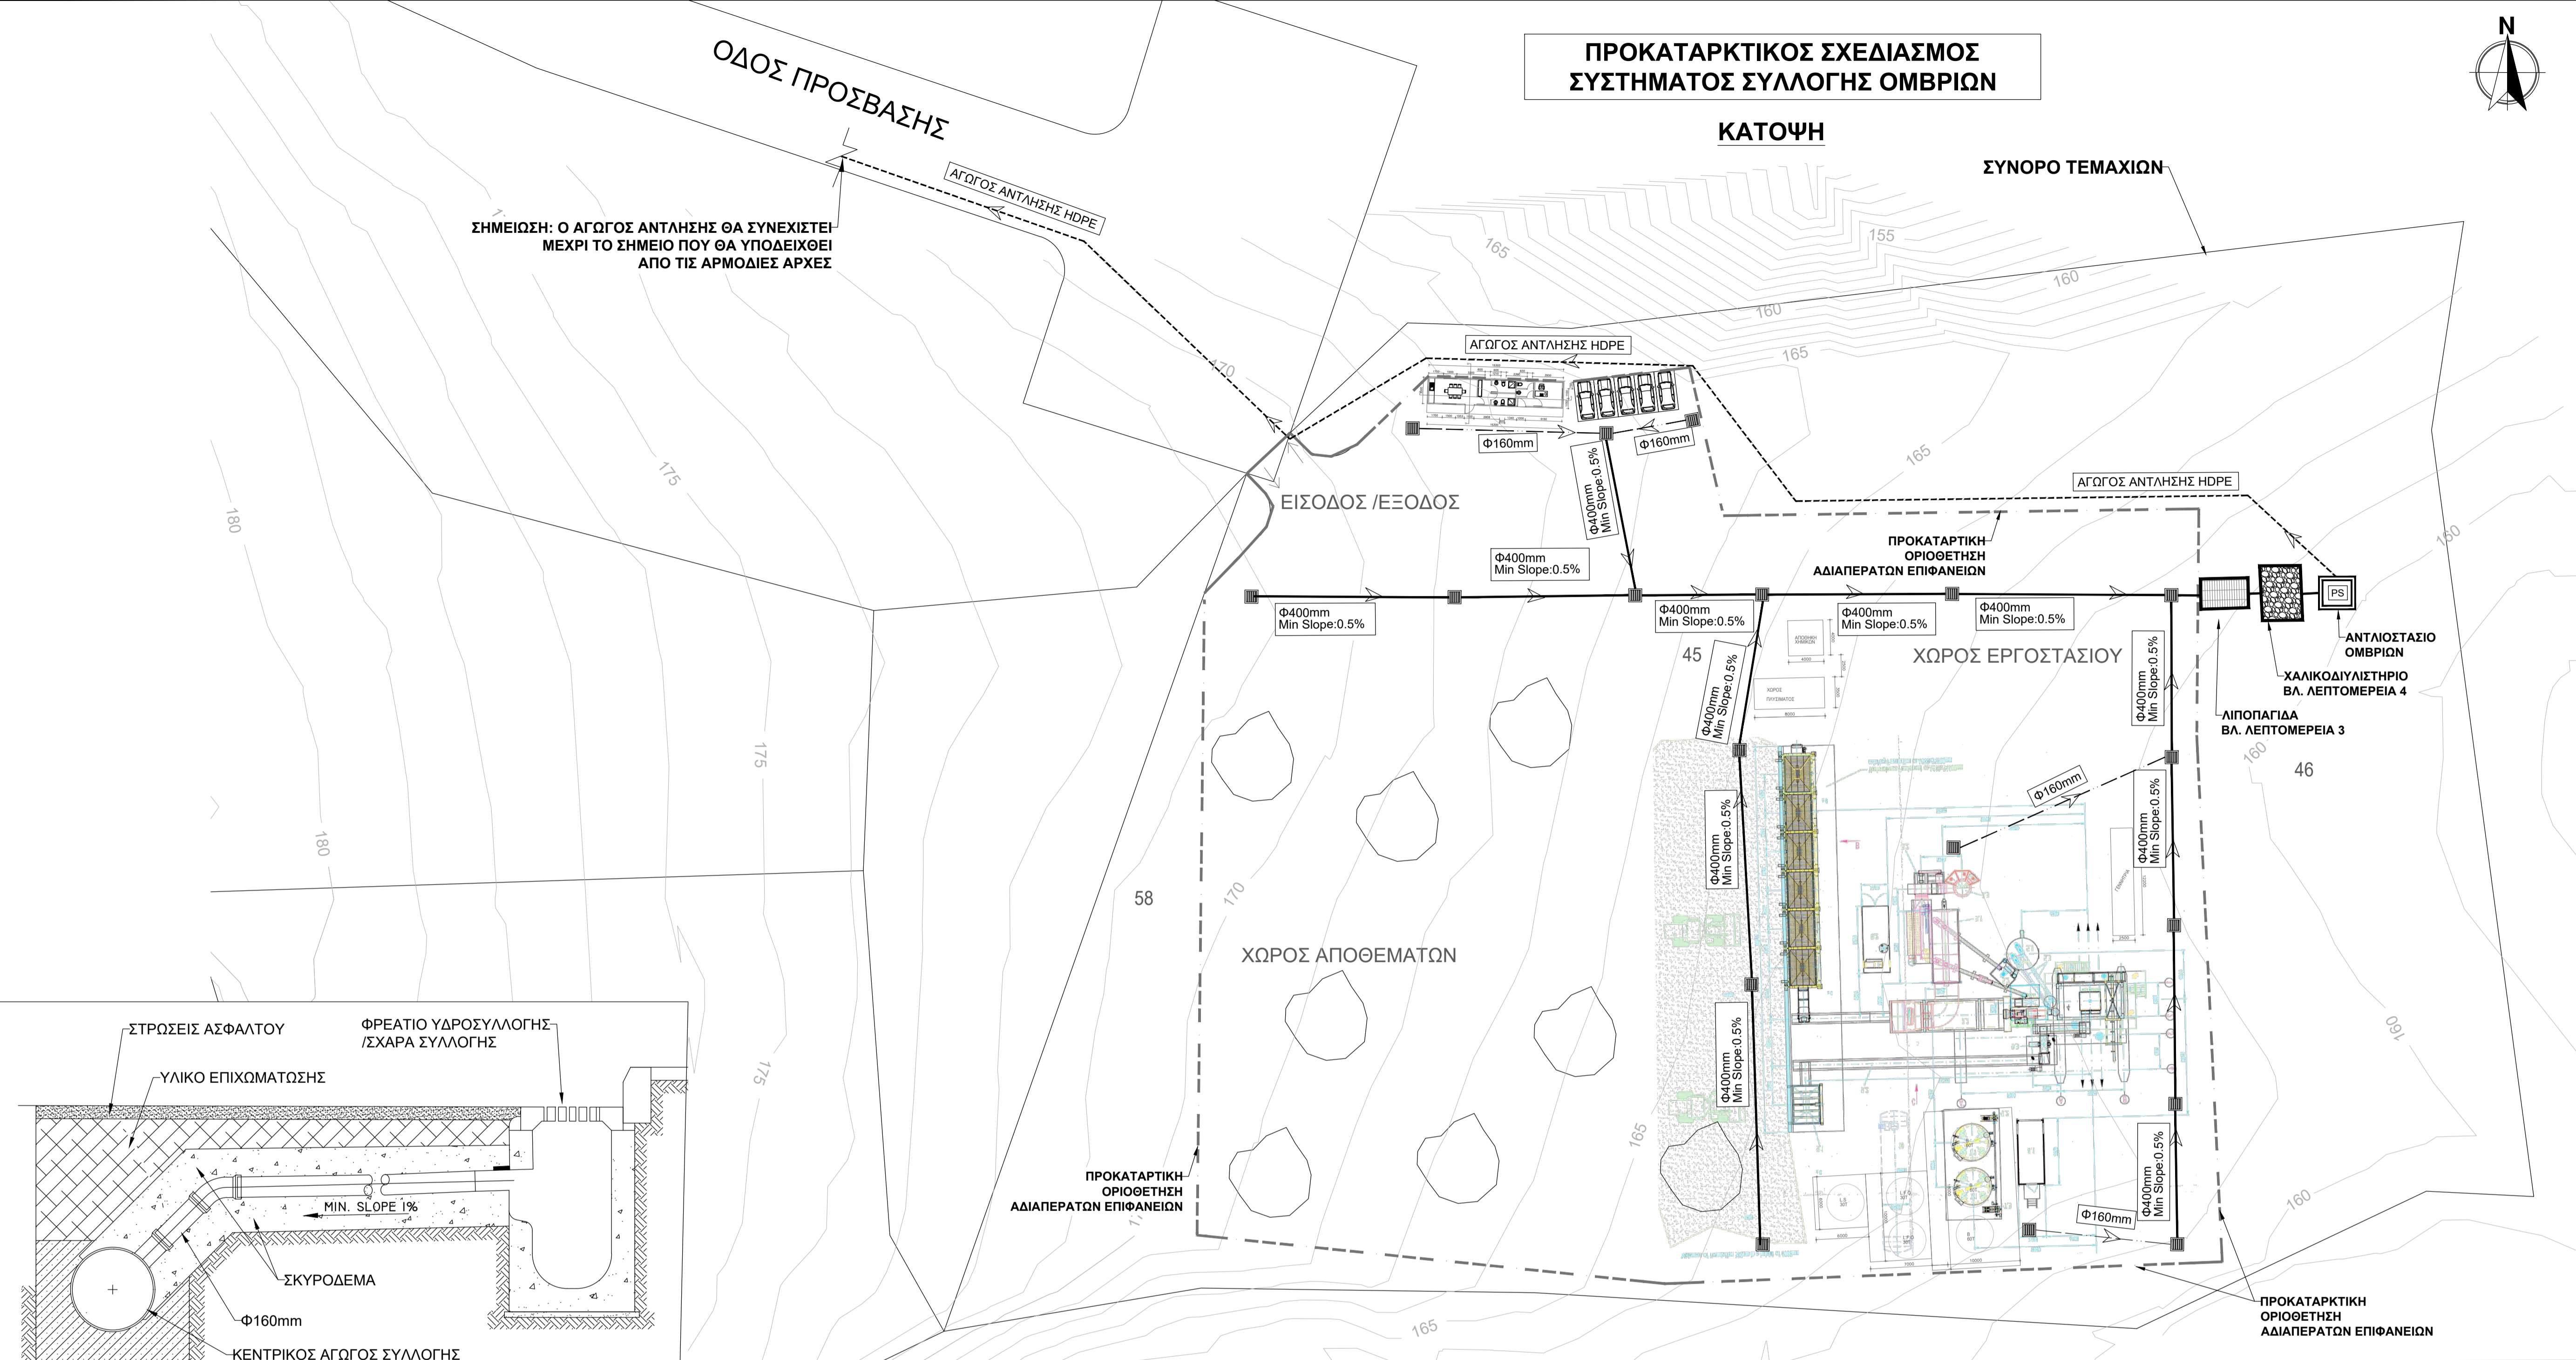 ΠΡΟΚΑΤΑΡΚΤΙΚΟΣ ΣΧΕΔΙΑΣΜΟΣ
ΣΥΣΤΗΜΑΤΟΣ ΣΥΛΛΟΓΗΣ ΟΜΒΡΙΩΝ
ΚΑΤΟΨΗ
N
ΟΔΟΣ ΠΡΟΣΒΑΣΗΣ
ΣΥΝΟΡΟ ΤΕΜΑΧΙΩΝ
ΑΓΩΓΟΣ ΑΝΤΛΗΣΗΣ HDPE
ΣΗΜΕΙΩΣΗ: Ο ΑΓΩΓΟΣ ΑΝΤΛΗΣΗΣ ΘΑ ΣΥΝΕΧΙΣΤΕΙ
ΜΕΧΡΙ ΤΟ ΣΗΜΕΙΟ ΠΟΥ ΘΑ ΥΠΟΔΕΙΧΘΕΙ
ΑΠΟ ΤΙΣ ΑΡΜΟΔΙΕΣ ΑΡΧΕΣ
165
155
160
160
165
ΑΓΩΓΟΣ ΑΝΤΛΗΣΗΣ HDPE
170
Φ160mm
Φ160mm
165
175
180
ΑΓΩΓΟΣ ΑΝΤΛΗΣΗΣ HDPE
ΕΙΣΟΔΟΣ /ΕΞΟΔΟΣ
Φ400mm
Min Slope:0.5%
160
ΠΡΟΚΑΤΑΡΤΙΚΗ
ΟΡΙΟΘΕΤΗΣΗ
ΑΔΙΑΠΕΡΑΤΩΝ ΕΠΙΦΑΝΕΙΩΝ
Φ400mm
Min Slope:0.5%
Φ400mm
Min Slope:0.5%
Φ400mm
Min Slope:0.5%
Φ400mm
Min Slope:0.5%
Φ400mm
Min Slope:0.5%
PS
ΑΝΤΛΙΟΣΤΑΣΙΟ
ΟΜΒΡΙΩΝ
ΧΑΛΙΚΟΔΙΥΛΙΣΤΗΡΙΟ
ΒΛ. ΛΕΠΤΟΜΕΡΕΙΑ 4
ΛΙΠΟΠΑΓΙΔΑ
ΒΛ. ΛΕΠΤΟΜΕΡΕΙΑ 3
45
ΧΩΡΟΣ ΕΡΓΟΣΤΑΣΙΟΥ
ΑΠΟΘΗΚΗ
ΧΗΜΙΚΩΝ
ΧΩΡΟΣ
ΠΛΥΣΙΜΑΤΟΣ
Φ400mm
Min Slope:0.5%
Φ400mm
Min Slope:0.5%
175
160
46
Φ160mm
Φ400mm
Min Slope:0.5%
Φ400mm
Min Slope:0.5%
180
58
170
ΧΩΡΟΣ ΑΠΟΘΕΜΑΤΩΝ
160
Φ400mm
Min Slope:0.5%
175
165
Φ400mm
Min Slope:0.5%
ΠΡΟΚΑΤΑΡΤΙΚΗ
ΟΡΙΟΘΕΤΗΣΗ
ΑΔΙΑΠΕΡΑΤΩΝ ΕΠΙΦΑΝΕΙΩΝ
Φ160mm
160
165
ΠΡΟΚΑΤΑΡΚΤΙΚΗ
ΟΡΙΟΘΕΤΗΣΗ
ΑΔΙΑΠΕΡΑΤΩΝ ΕΠΙΦΑΝΕΙΩΝ
ΣΤΡΩΣΕΙΣ ΑΣΦΑΛΤΟΥ
ΦΡΕΑΤΙΟ ΥΔΡΟΣΥΛΛΟΓΗΣ
/ΣΧΑΡΑ ΣΥΛΛΟΓΗΣ
ΥΛΙΚΟ ΕΠΙΧΩΜΑΤΩΣΗΣ
MIN. SLOPE 1%
ΣΚΥΡΟΔΕΜΑ
Φ160mm
ΚΕΝΤΡΙΚΟΣ ΑΓΩΓΟΣ ΣΥΛΛΟΓΗΣ